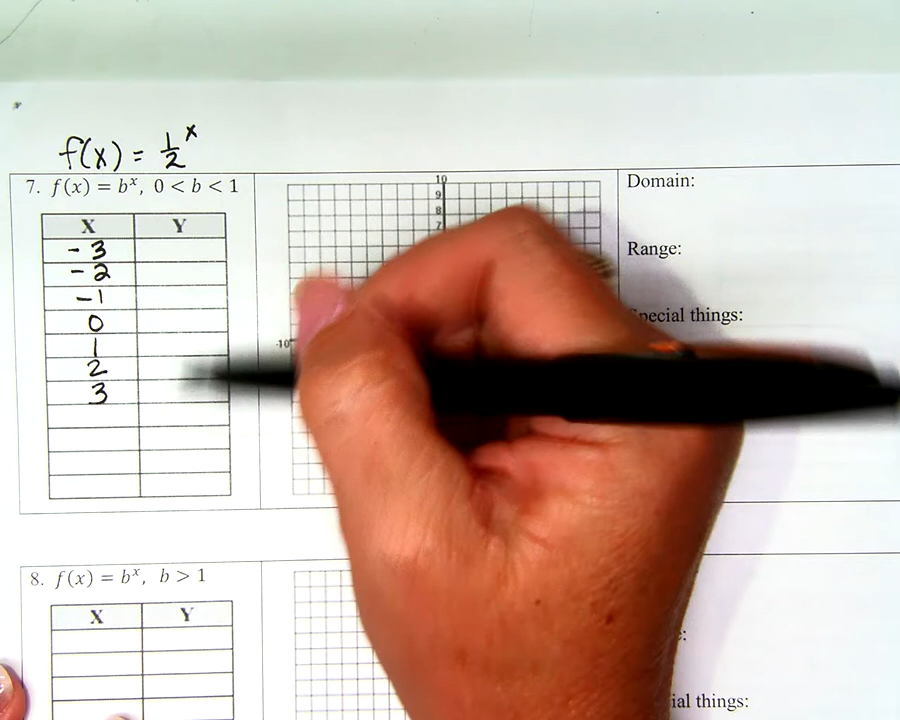 f(x) = 1/2^x
7. f(x) = b^x, 0 < b < 1
X Y
-3
-2
-1
0
1
2
3
10
9
8
7
-10
Domain:
Range:
Special things:
8. f(x) = b^x, b > 1
X Y